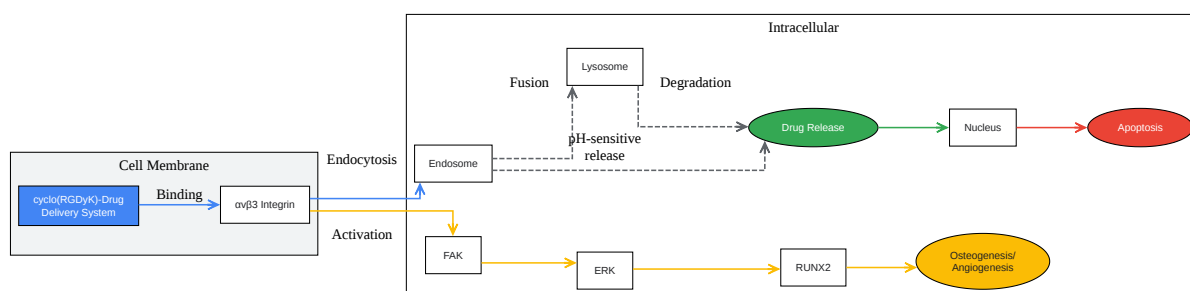 Intracellular
Lysosome
Fusion
Degradation
Drug Release
Nucleus
Apoptosis
pH-sensitive
release
Endosome
Endocytosis
Cell Membrane
cyclo(RGDyK)-Drug
Delivery System
Binding
αvβ3 Integrin
Activation
FAK
ERK
RUNX2
Osteogenesis/
Angiogenesis